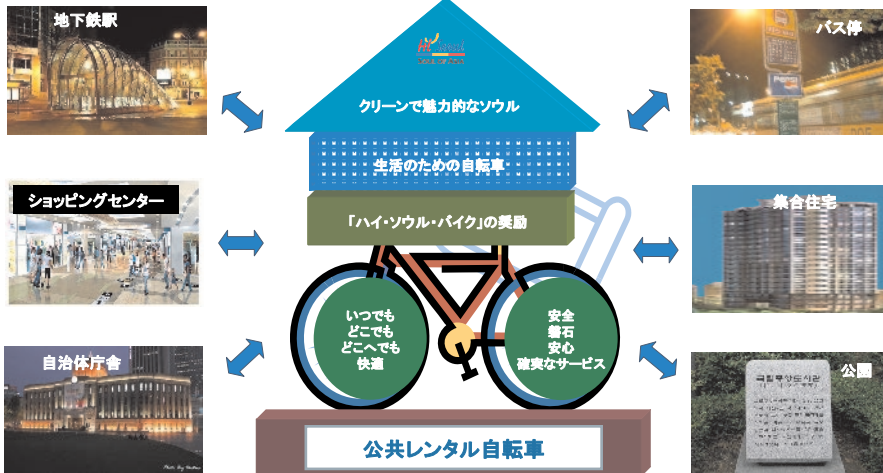 地下鉄駅
バス停
クリーンで魅力的なソウル
生活のための自転車
ショッピングセンター
集合住宅
「ハイ・ソウル・バイク」の奨励
いつでも
どこでも
どこへでも
快適
安全
磐石
安心
確実なサービス
自治体庁舎
公園
公共レンタル自転車